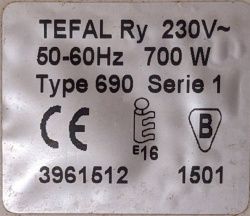 TEFAL Ry 230V~
50-60Hz 700 W
Type 690 Serie 1
CE E16 B
3961512 1501